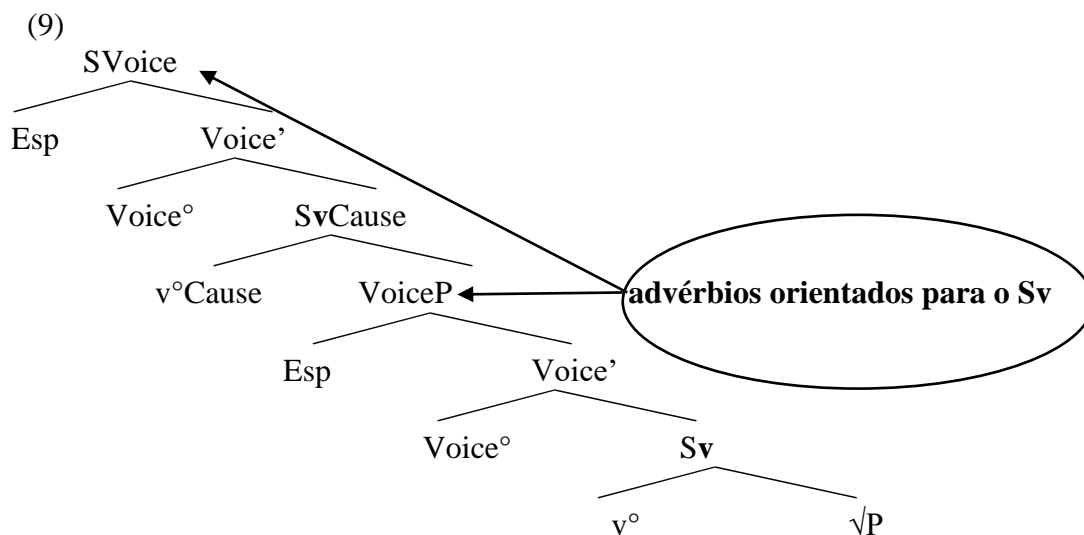 (9)
SVoice
Esp Voice’
Voice° SvCause
v°Cause VoiceP advérbios orientados para o Sv
Esp Voice’
Voice° Sv
v° √P